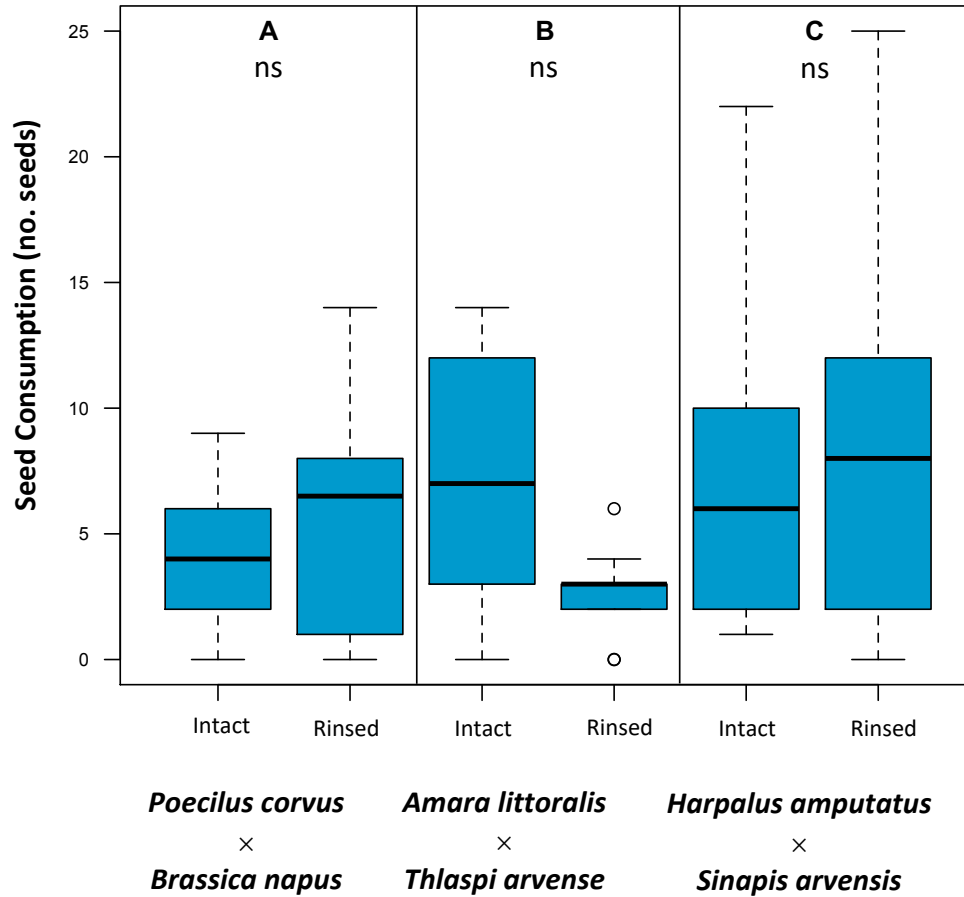 A
B
C
ns
ns
ns
Seed Consumption (no. seeds)
25
20
15
10
5
0
Intact
Rinsed
Intact
Rinsed
Intact
Rinsed
Poecilus corvus
×
Brassica napus
Amara littoralis
×
Thlaspi arvense
Harpalus amputatus
×
Sinapis arvensis